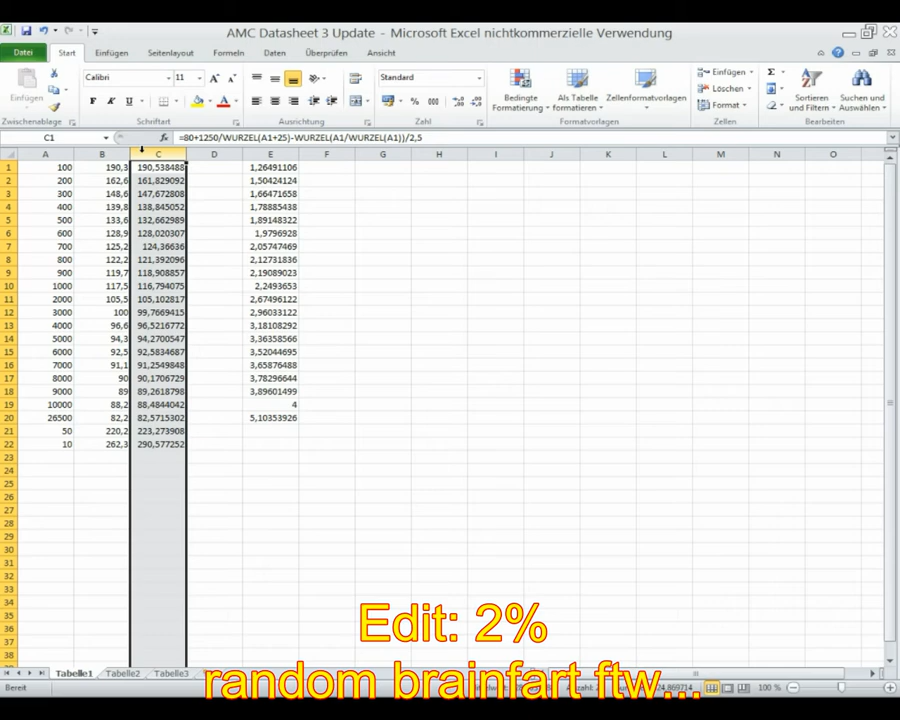 AMC Datasheet 3 Update - Microsoft Excel nichtkommerzielle Verwendung
Datei Start Einfügen Seitenlayout Formeln Daten Überprüfen Ansicht
Einfügen
Zwischenablage
Calibri 11
F K U
Schriftart
Ausrichtung
Standard
% 000
Zahl
Bedingte Formatierung
Als Tabelle formatieren
Zellenformatvorlagen
Formatvorlagen
Einfügen
Löschen
Format
Zellen
Sortieren und Filtern
Suchen und Auswählen
Bearbeiten
C1 fx =80+1250/WURZEL(A1+25)-WURZEL(A1/WURZEL(A1))/2,5
A B C D E F G H I J K L M N O
1 100 190,3 190,538488 1,26491106
2 200 162,6 161,829092 1,50424124
3 300 148,6 147,672808 1,66471658
4 400 139,8 138,845052 1,78885438
5 500 133,6 132,662989 1,89148322
6 600 128,9 128,020307 1,9796928
7 700 125,2 124,36636 2,05747469
8 800 122,2 121,392096 2,12731836
9 900 119,7 118,908857 2,19089023
10 1000 117,5 116,794075 2,2493653
11 2000 105,5 105,102817 2,67496122
12 3000 100 99,7669415 2,96033122
13 4000 96,6 96,5216772 3,18108292
14 5000 94,3 94,2700547 3,36358566
15 6000 92,5 92,5834687 3,52044695
16 7000 91,1 91,2549848 3,65876488
17 8000 90 90,1706729 3,78296644
18 9000 89 89,2618798 3,89601499
19 10000 88,2 88,4844042 4
20 26500 82,2 82,5715302 5,10353926
21 50 220,2 223,273908
22 10 262,3 290,577252
23
24
25
26
27
28
29
30
31
32
33
34
35
36
37
38
Edit: 2%
random brainfart ftw...
Tabelle1 Tabelle2 Tabelle3
Bereit
100 %